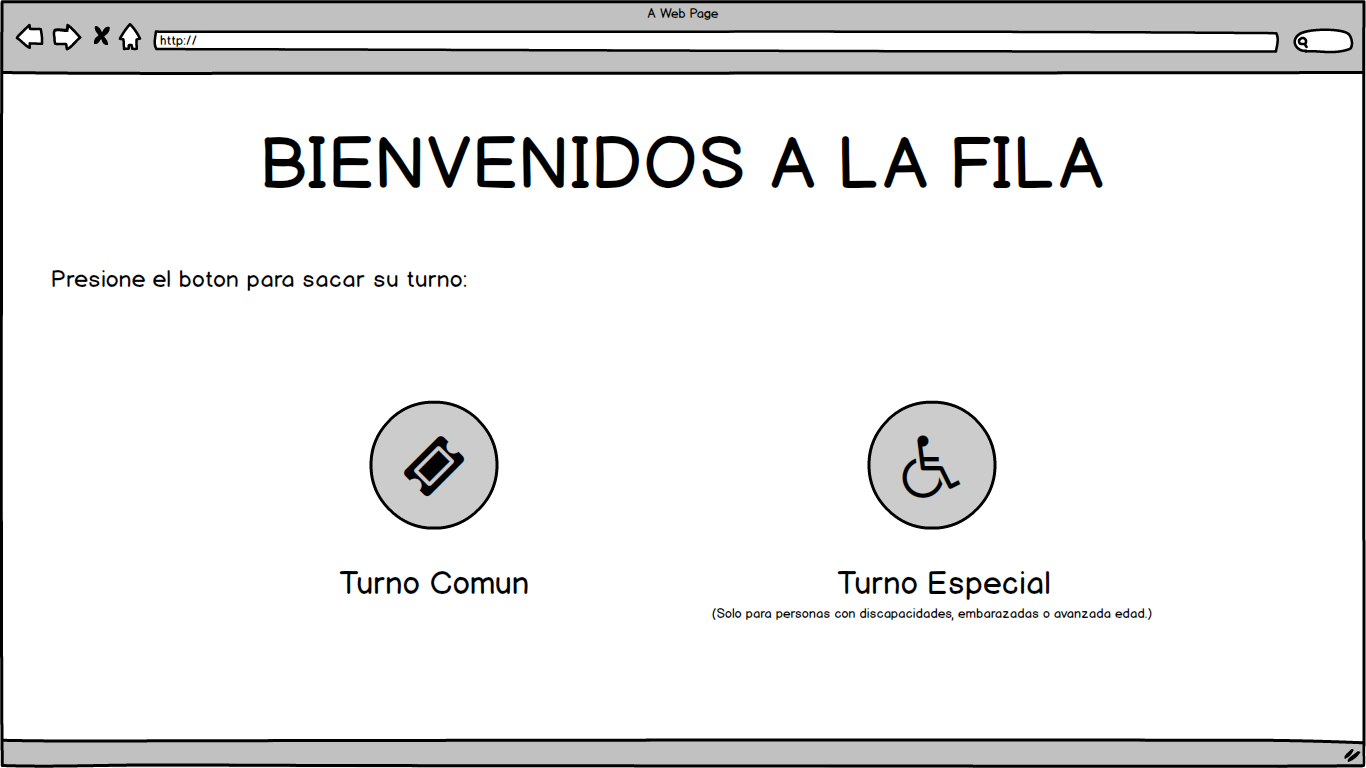 A Web Page
http://
BIENVENIDOS A LA FILA
Presione el boton para sacar su turno:
Turno Comun
Turno Especial
(Solo para personas con discapacidades, embarazadas o avanzada edad.)